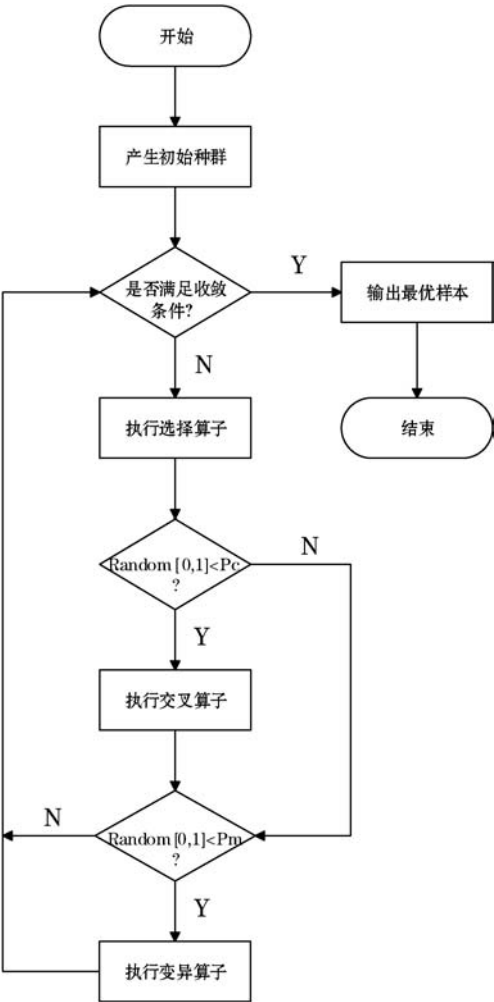 开始
产生初始种群
是否满足收敛
条件?
Y
输出最优样本
N
执行选择算子
结束
Random [0,1]<Pc
?
N
Y
执行交叉算子
N
Random [0,1]<Pm
?
Y
执行变异算子